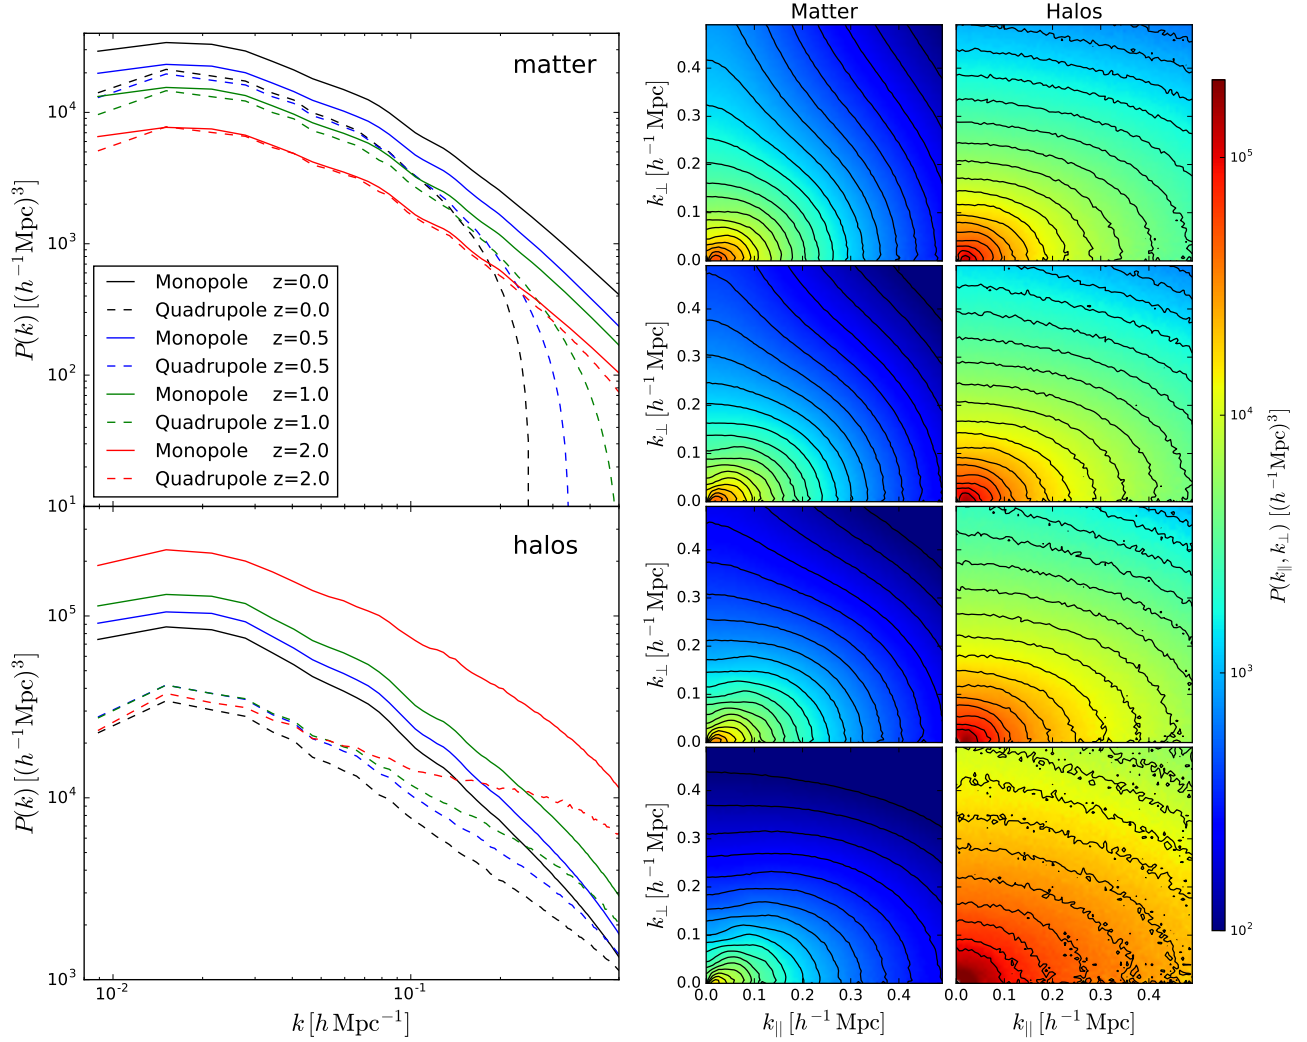 matter
P(k) [(h⁻¹Mpc)³]
10⁴
10³
10²
10¹
Monopole z=0.0
Quadrupole z=0.0
Monopole z=0.5
Quadrupole z=0.5
Monopole z=1.0
Quadrupole z=1.0
Monopole z=2.0
Quadrupole z=2.0
halos
P(k) [(h⁻¹Mpc)³]
10⁵
10⁴
10³
10⁻² 10⁻¹
k [h Mpc⁻¹]
Matter Halos
k⊥ [h⁻¹ Mpc]
0.4
0.3
0.2
0.1
0.0
k⊥ [h⁻¹ Mpc]
0.4
0.3
0.2
0.1
0.0
k⊥ [h⁻¹ Mpc]
0.4
0.3
0.2
0.1
0.0
k⊥ [h⁻¹ Mpc]
0.4
0.3
0.2
0.1
0.0
0.0 0.1 0.2 0.3 0.4 0.0 0.1 0.2 0.3 0.4
k|| [h⁻¹ Mpc] k|| [h⁻¹ Mpc]
10⁵
10⁴
10³
10²
P(k||, k⊥) [(h⁻¹Mpc)³]